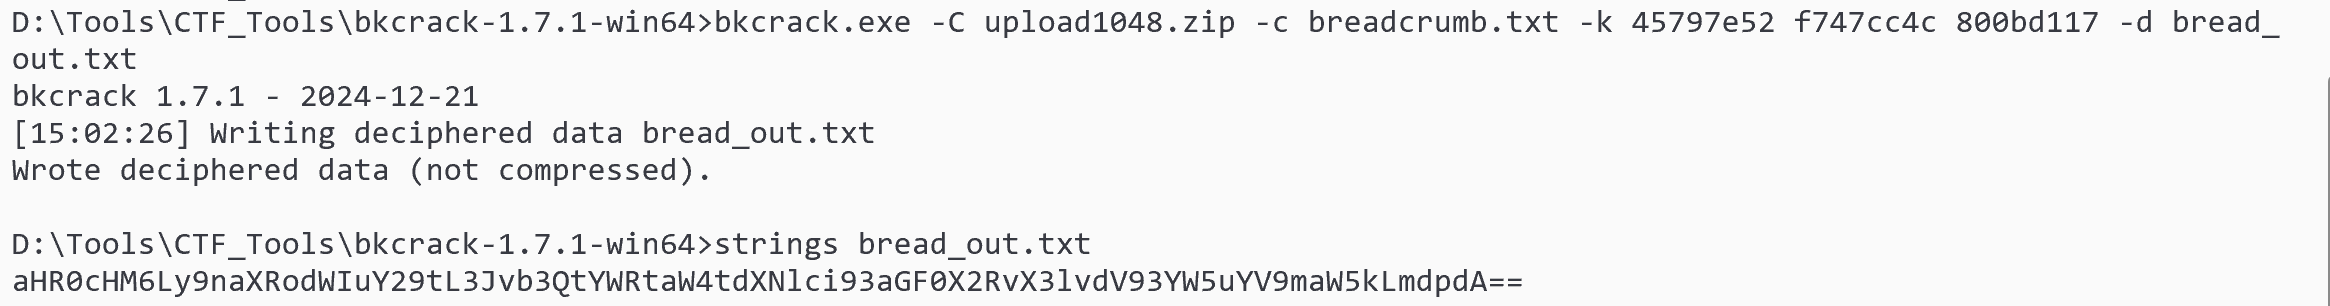 D:\Tools\CTF_Tools\bkcrack-1.7.1-win64>bkcrack.exe -C upload1048.zip -c breadcrumb.txt -k 45797e52 f747cc4c 800bd117 -d bread_
out.txt
bkcrack 1.7.1 - 2024-12-21
[15:02:26] Writing deciphered data bread_out.txt
Wrote deciphered data (not compressed).
D:\Tools\CTF_Tools\bkcrack-1.7.1-win64>strings bread_out.txt
aHR0cHM6Ly9naXRodWIuY29tL3Jvb3QtYWRtaW4tdXNlci93aGF0X2RvX3lvdV93YW5uYV9maW5kLmdpdA==